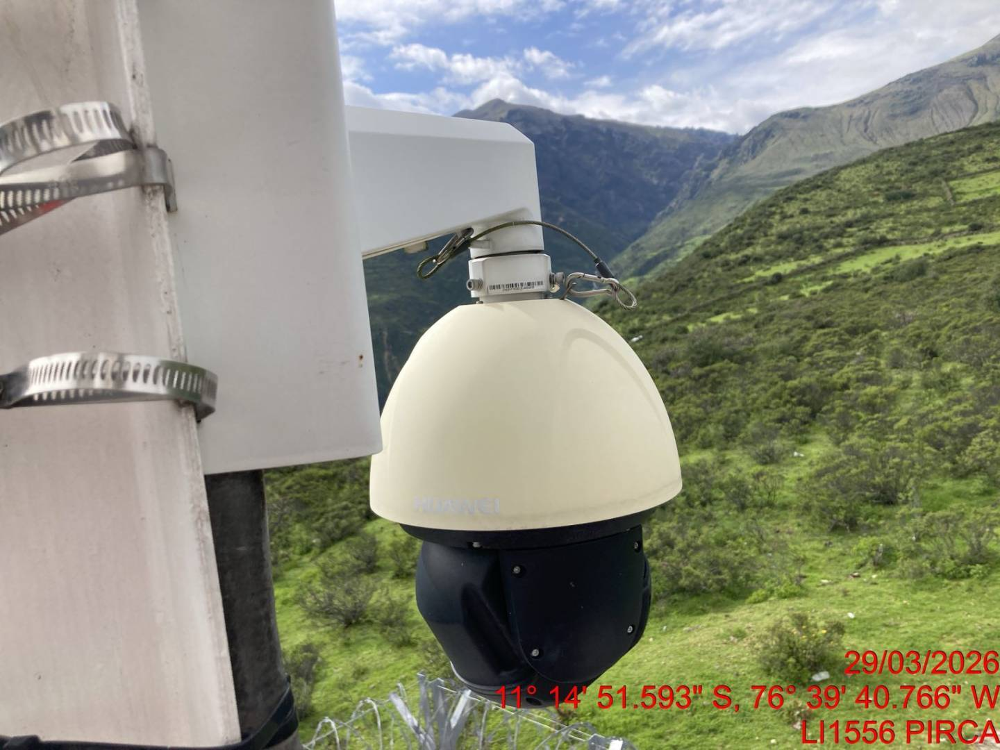 HUAWEI
29/03/2026
11° 14' 51.593" S, 76° 39' 40.766" W
LI1556 PIRCA